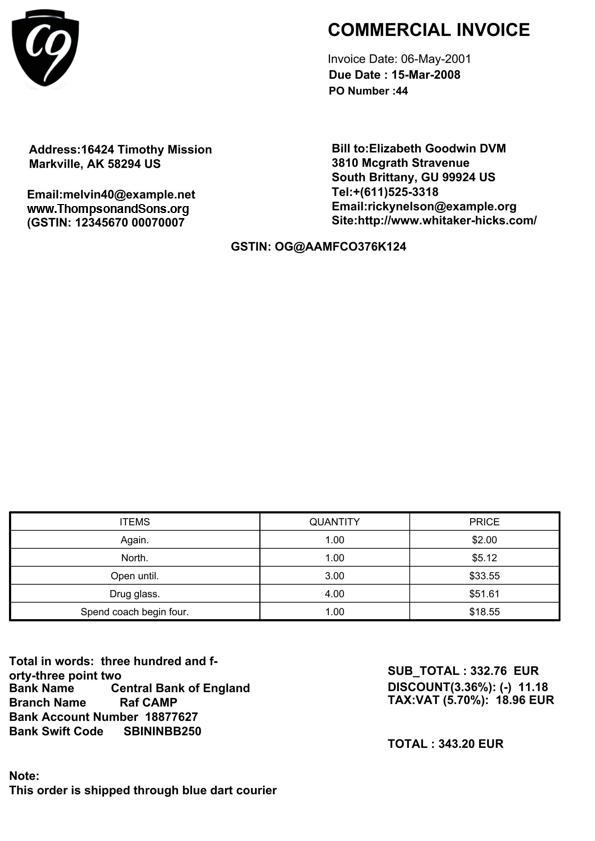 C9
COMMERCIAL INVOICE
Invoice Date: 06-May-2001
Due Date : 15-Mar-2008
PO Number :44
Address:16424 Timothy Mission
Markville, AK 58294 US
Email:melvin40@example.net
www.ThompsonandSons.org
(GSTIN: 12345670 00070007
Bill to:Elizabeth Goodwin DVM
3810 Mcgrath Stravenue
South Brittany, GU 99924 US
Tel:+(611)525-3318
Email:rickynelson@example.org
Site:http://www.whitaker-hicks.com/
GSTIN: OG@AAMFCO376K124
ITEMS QUANTITY PRICE
Again. 1.00 $2.00
North. 1.00 $5.12
Open until. 3.00 $33.55
Drug glass. 4.00 $51.61
Spend coach begin four. 1.00 $18.55
Total in words: three hundred and f-
orty-three point two
Bank Name Central Bank of England
Branch Name Raf CAMP
Bank Account Number 18877627
Bank Swift Code SBININBB250
SUB_TOTAL : 332.76 EUR
DISCOUNT(3.36%): (-) 11.18
TAX:VAT (5.70%): 18.96 EUR
TOTAL : 343.20 EUR
Note:
This order is shipped through blue dart courier